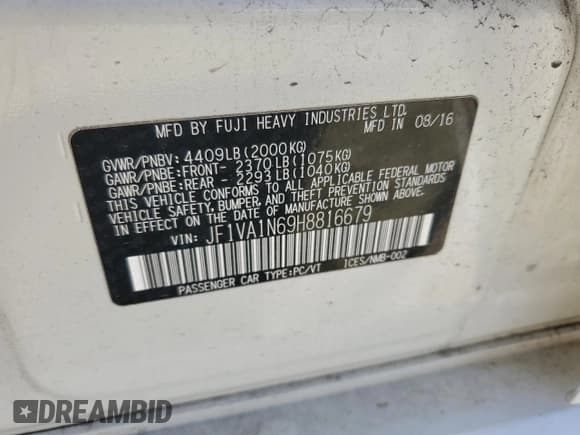 MFD BY FUJI HEAVY INDUSTRIES LTD.
MFD IN 09/16
GVWR/PNBV: 4409LB(2000KG)
GAWR/PNBE:FRONT- 2370LB(1075KG)
GAWR/PNBE:REAR - 2293LB(1040KG)
THIS VEHICLE CONFORMS TO ALL APPLICABLE FEDERAL MOTOR
VEHICLE SAFETY, BUMPER, AND THEFT PREVENTION STANDARDS
IN EFFECT ON THE DATE OF MANUFACTURE SHOWN ABOVE.
VIN: JF1VA1N69H8816679
PASSENGER CAR TYPE:PC/VT ICES/NMB-002
DREAMBID